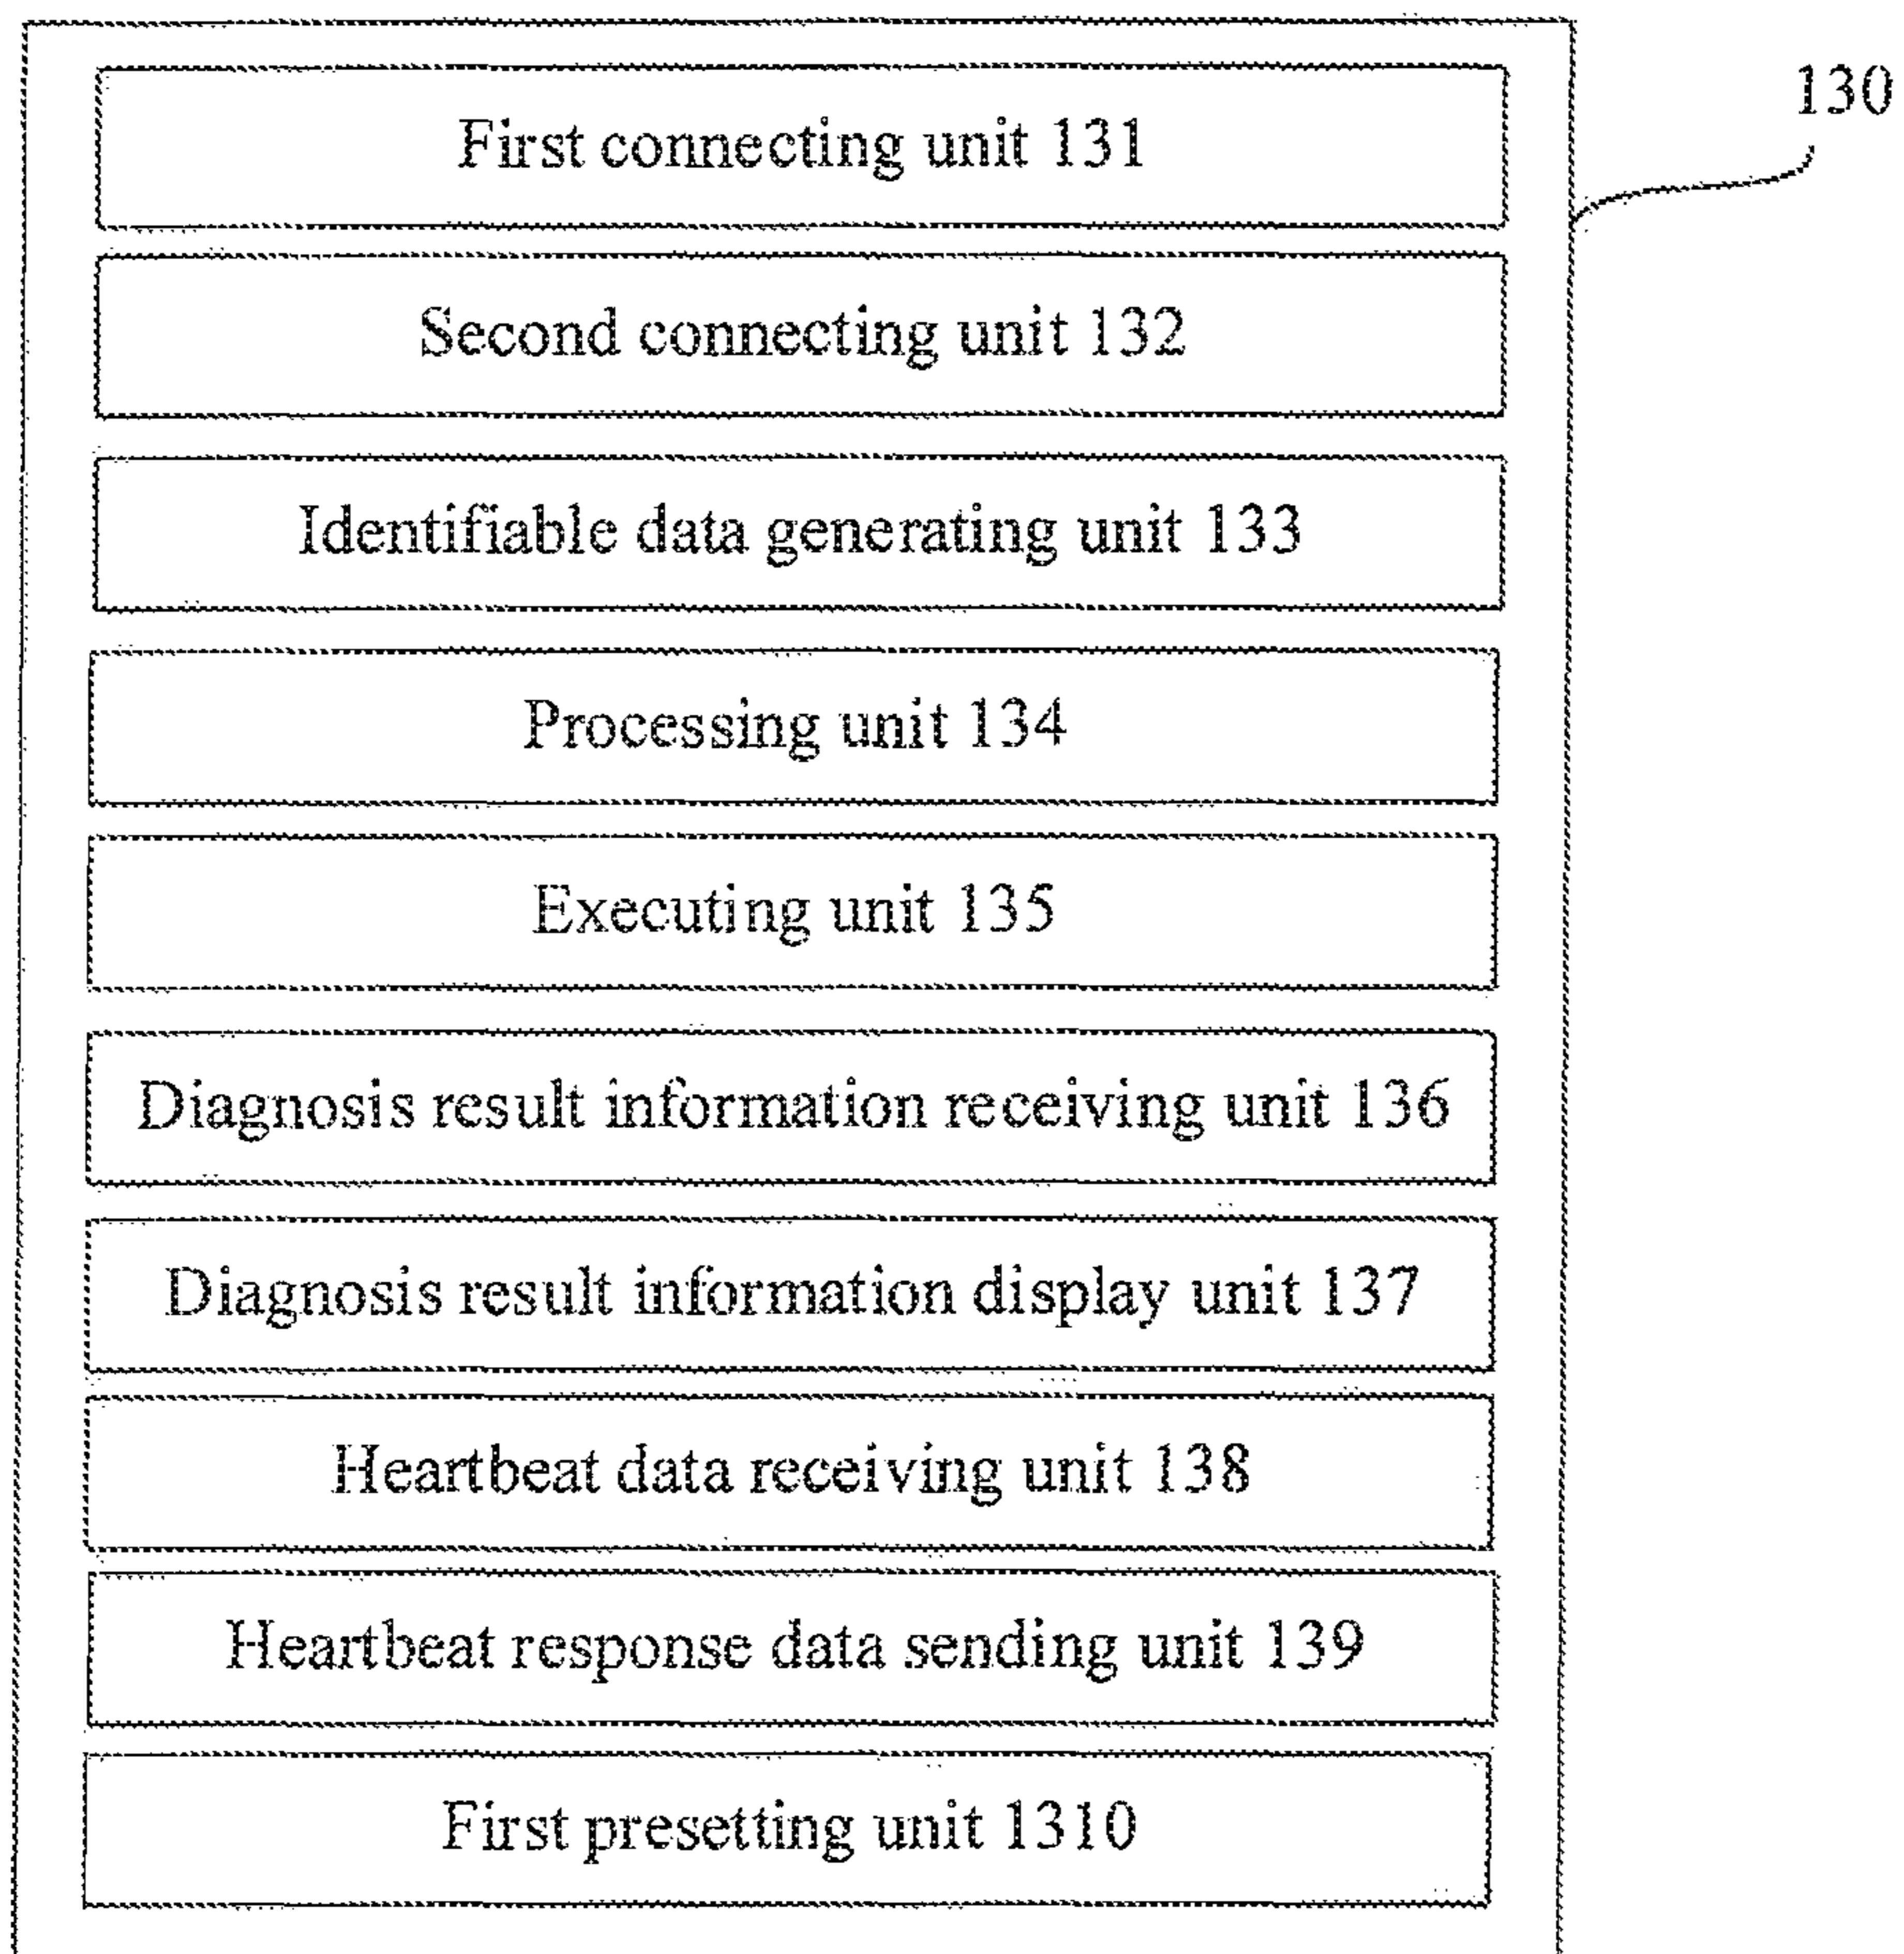 130
First connecting unit 131
Second connecting unit 132
Identifiable data generating unit 133
Processing unit 134
Executing unit 135
Diagnosis result information receiving unit 136
Diagnosis result information display unit 137
Heartbeat data receiving unit 138
Heartbeat response data sending unit 139
First presetting unit 1310